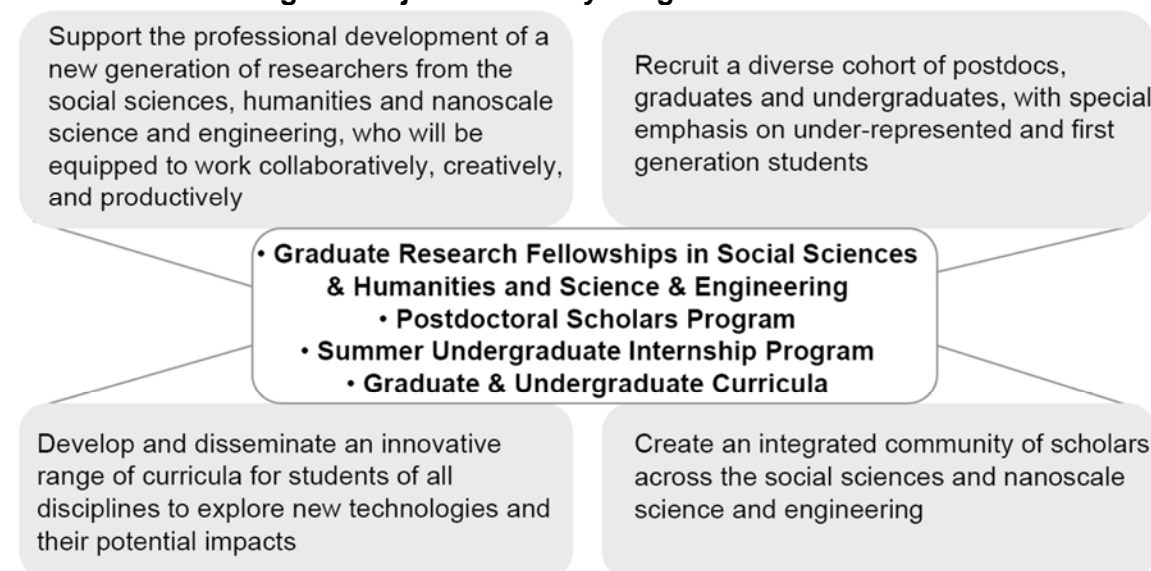 Support the professional development of a
new generation of researchers from the
social sciences, humanities and nanoscale
science and engineering, who will be
equipped to work collaboratively, creatively,
and productively
Recruit a diverse cohort of postdocs,
graduates and undergraduates, with special
emphasis on under-represented and first
generation students
• Graduate Research Fellowships in Social Sciences
& Humanities and Science & Engineering
• Postdoctoral Scholars Program
• Summer Undergraduate Internship Program
• Graduate & Undergraduate Curricula
Develop and disseminate an innovative
range of curricula for students of all
disciplines to explore new technologies and
their potential impacts
Create an integrated community of scholars
across the social sciences and nanoscale
science and engineering